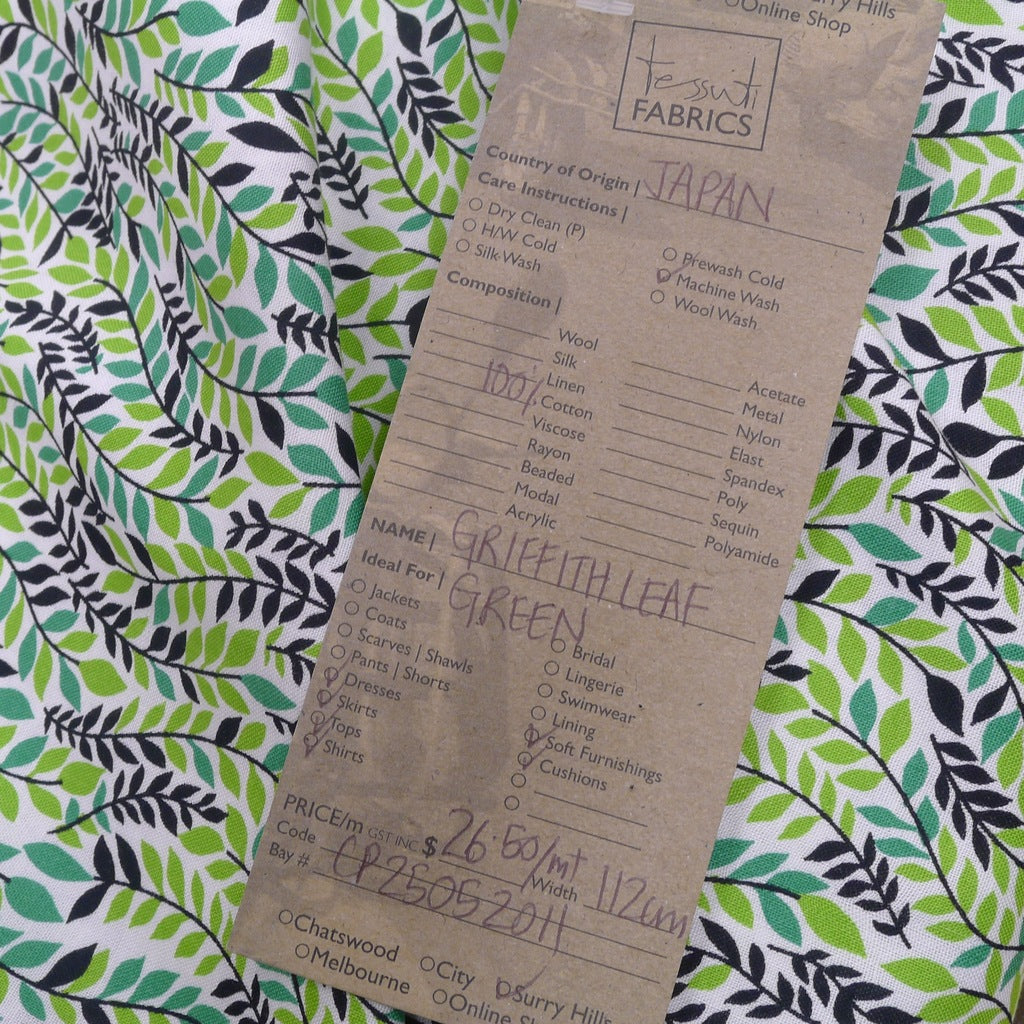 Surry Hills
Online Shop
tessuti
FABRICS
Country of Origin | JAPAN
Care Instructions |
Dry Clean (P)
H/W Cold
Silk Wash
Prewash Cold
Machine Wash
Wool Wash
Composition |
Wool
Silk
Linen
100% Cotton
Viscose
Rayon
Beaded
Modal
Acrylic
Acetate
Metal
Nylon
Elast
Spandex
Poly
Sequin
Polyamide
NAME | GRIFFITH LEAF
GREEN
Ideal For |
Jackets
Coats
Scarves | Shawls
Pants | Shorts
Dresses
Skirts
Tops
Shirts
Bridal
Lingerie
Swimwear
Lining
Soft Furnishings
Cushions
PRICE/m GST INC $ 26.50/mt
Code CP25052011 Width 112cm
Bay #
Chatswood City Surry Hills
Melbourne Online